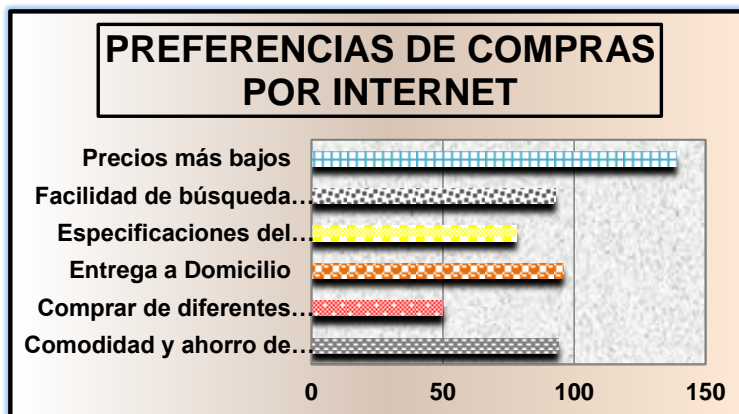 PREFERENCIAS DE COMPRAS
POR INTERNET
Precios más bajos
Facilidad de búsqueda…
Especificaciones del…
Entrega a Domicilio
Comprar de diferentes…
Comodidad y ahorro de…
0 50 100 150